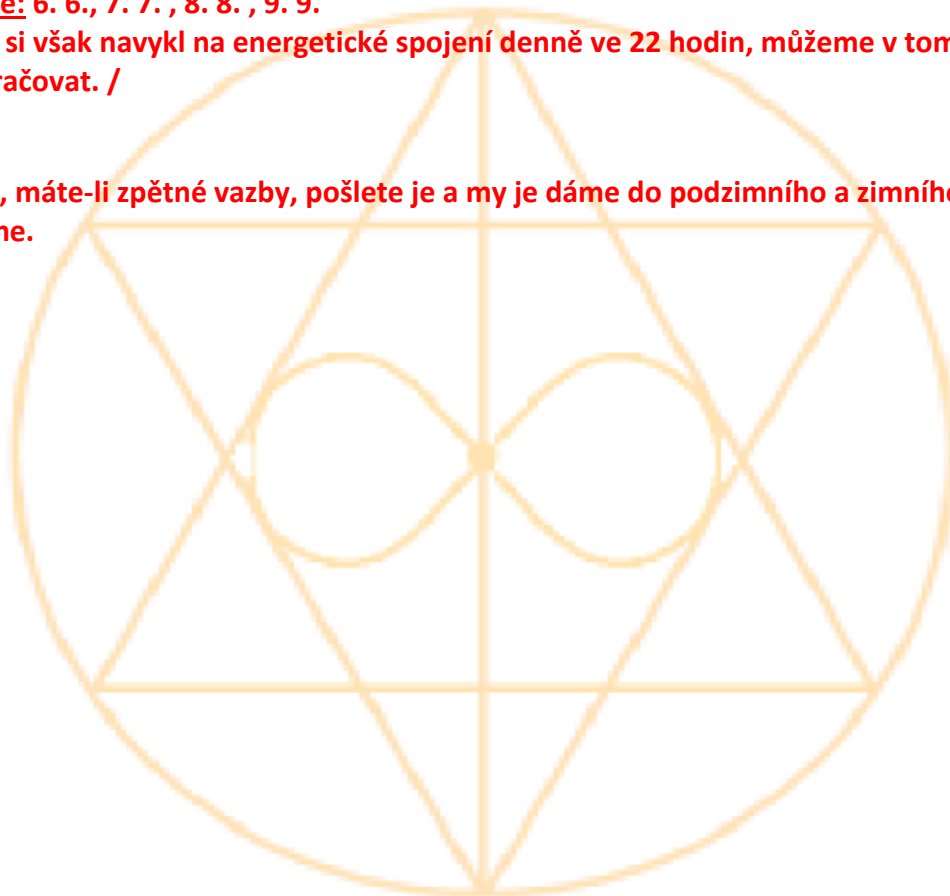 e: 6. 6., 7. 7. , 8. 8. , 9. 9.
si však navykl na energetické spojení denně ve 22 hodin, můžeme v tom
račovat. /
, máte-li zpětné vazby, pošlete je a my je dáme do podzimního a zimního
ne.